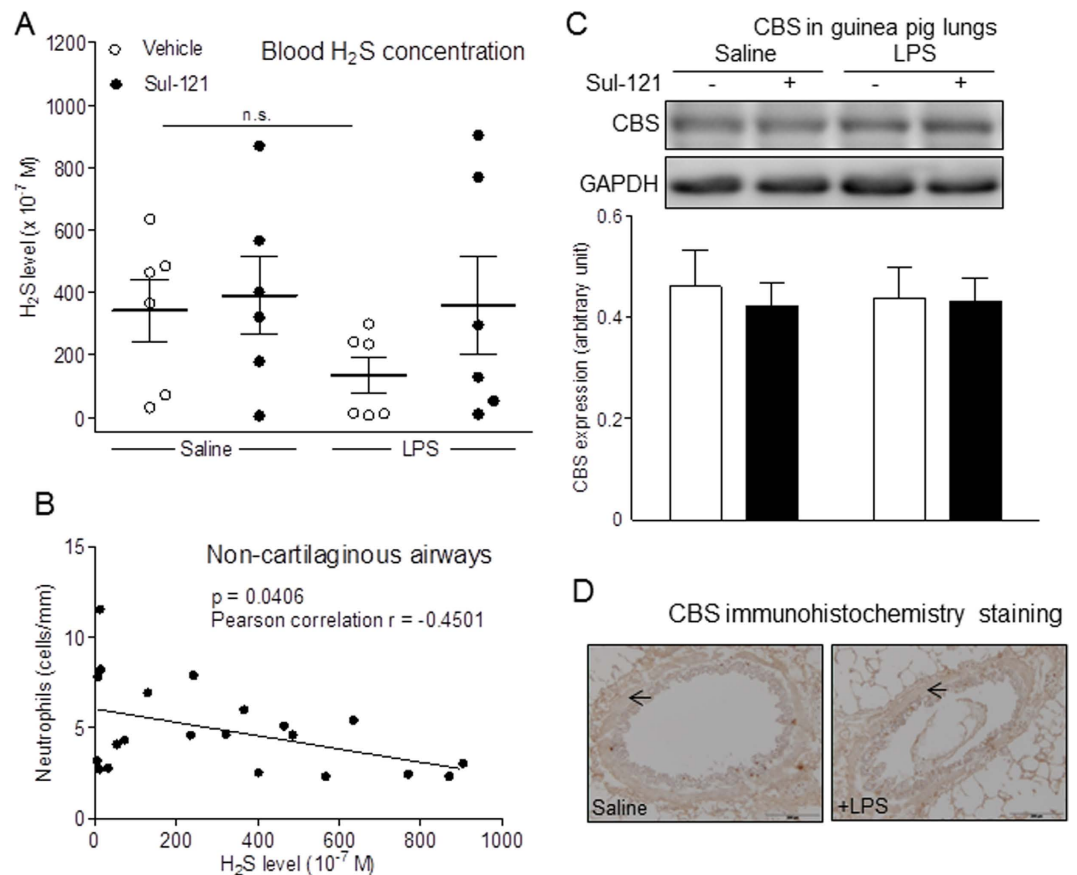 A
Blood H₂S concentration
Vehicle
Sul-121
n.s.
H₂S level (x 10⁻⁷ M)
1200
1000
800
600
400
200
0
Saline
LPS
B
Non-cartilaginous airways
p = 0.0406
Pearson correlation r = -0.4501
Neutrophils (cells/mm)
15
10
5
0
0 200 400 600 800 1000
H₂S level (10⁻⁷ M)
C
CBS in guinea pig lungs
Saline LPS
Sul-121 - + - +
CBS
GAPDH
CBS expression (arbitrary unit)
0.6
0.4
0.2
0
D
CBS immunohistochemistry staining
Saline
+LPS